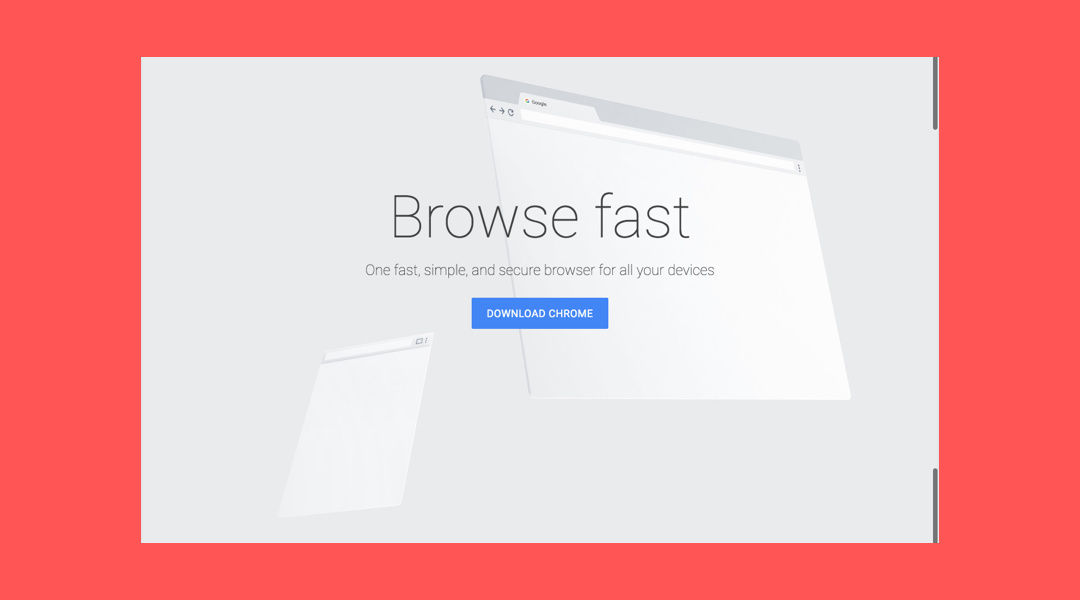 Google
Browse fast
One fast, simple, and secure browser for all your devices
DOWNLOAD CHROME